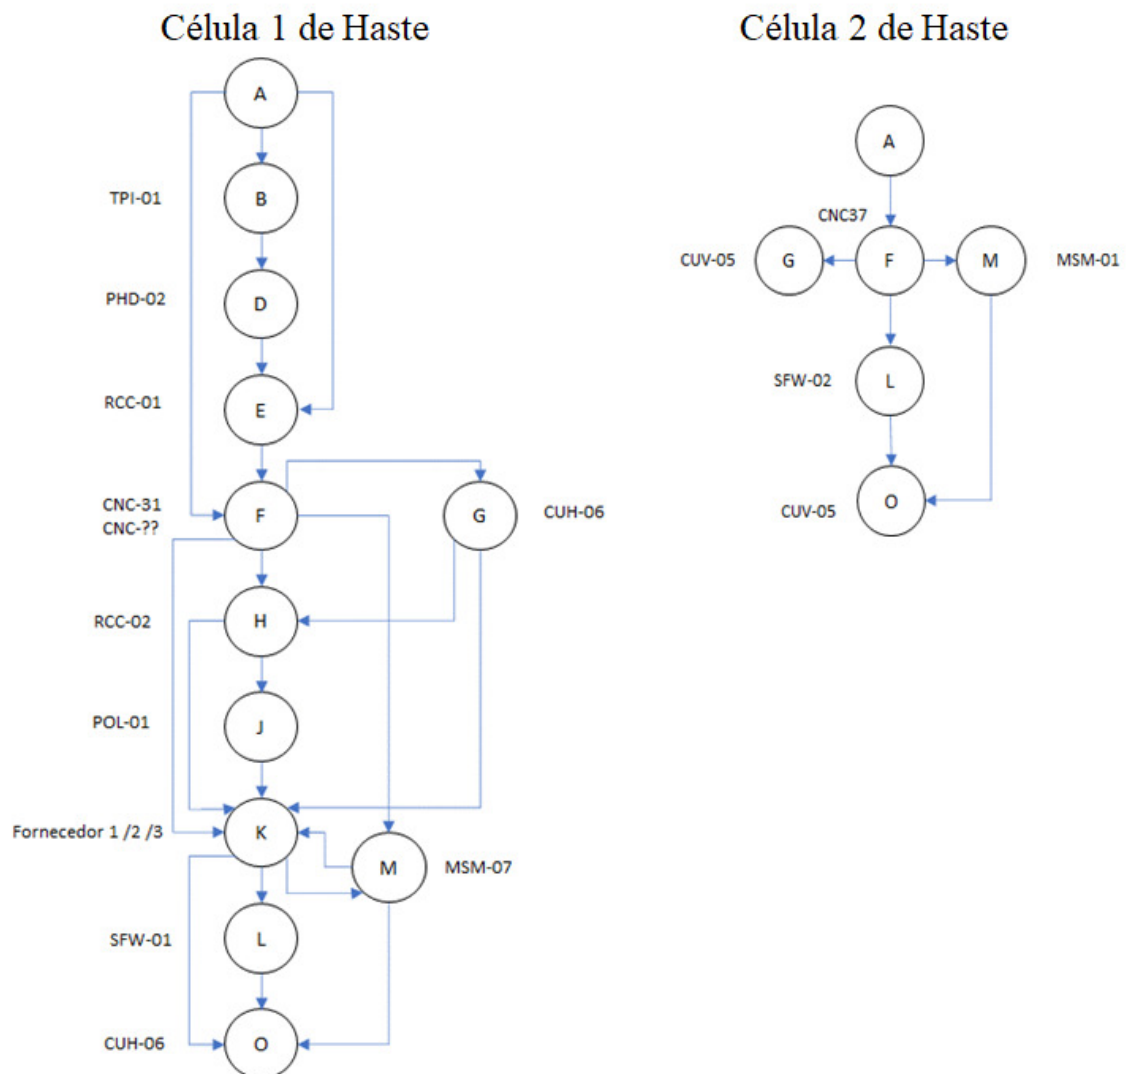 Célula 1 de Haste
A
TPI-01
B
PHD-02
D
RCC-01
E
CNC-31
CNC-??
F
G
CUH-06
RCC-02
H
POL-01
J
Fornecedor 1 /2 /3
K
M
MSM-07
SFW-01
L
CUH-06
O
Célula 2 de Haste
A
CNC37
CUV-05
G
F
M
MSM-01
SFW-02
L
CUV-05
O